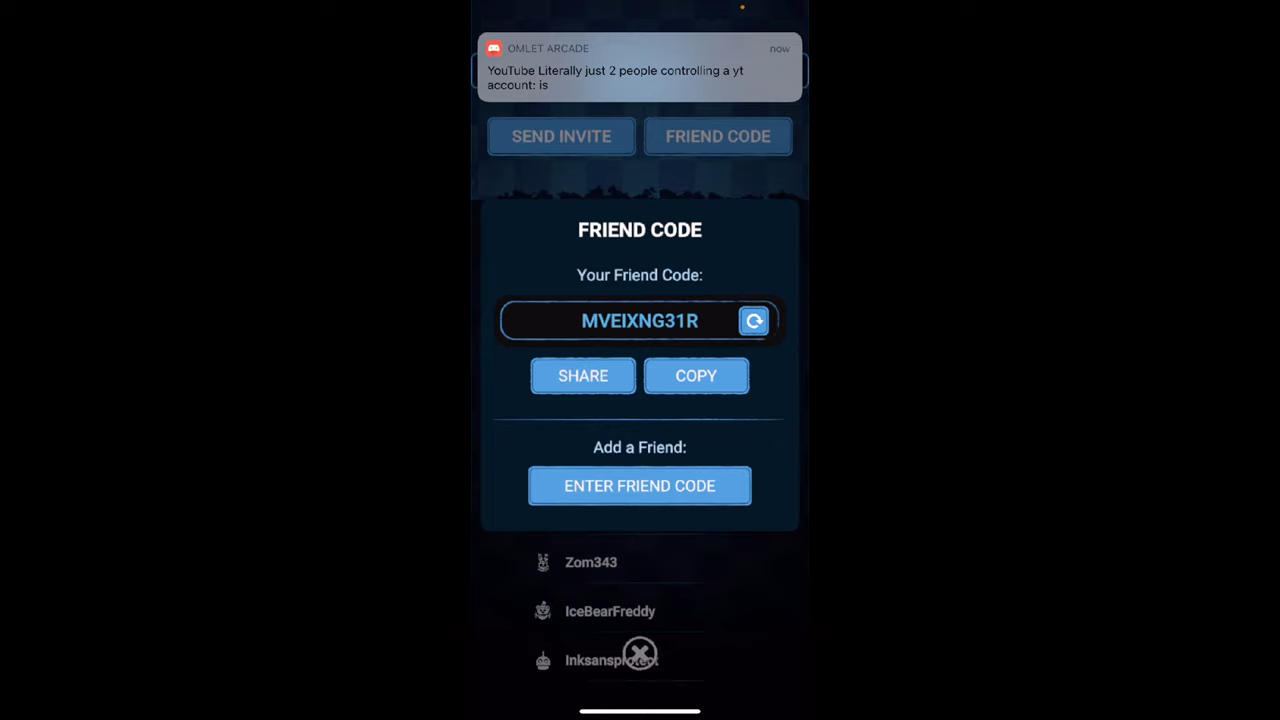 OMLET ARCADE now
YouTube Literally just 2 people controlling a yt
account: is
SEND INVITE FRIEND CODE
FRIEND CODE
Your Friend Code:
MVEIXNG31R
SHARE COPY
Add a Friend:
ENTER FRIEND CODE
Zom343
IceBearFreddy
Inksansprotect